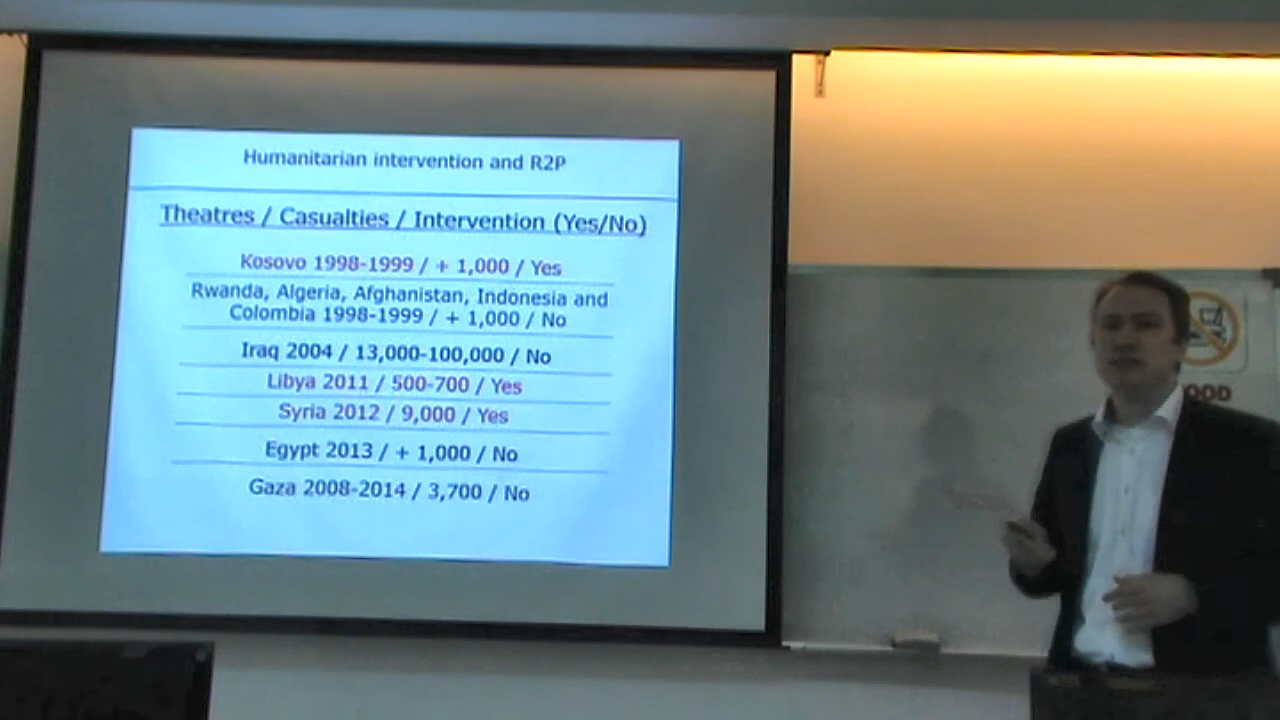 Humanitarian intervention and R2P
Theatres / Casualties / Intervention (Yes/No)
Kosovo 1998-1999 / + 1,000 / Yes
Rwanda, Algeria, Afghanistan, Indonesia and
Colombia 1998-1999 / + 1,000 / No
Iraq 2004 / 13,000-100,000 / No
Libya 2011 / 500-700 / Yes
Syria 2012 / 9,000 / Yes
Egypt 2013 / + 1,000 / No
Gaza 2008-2014 / 3,700 / No